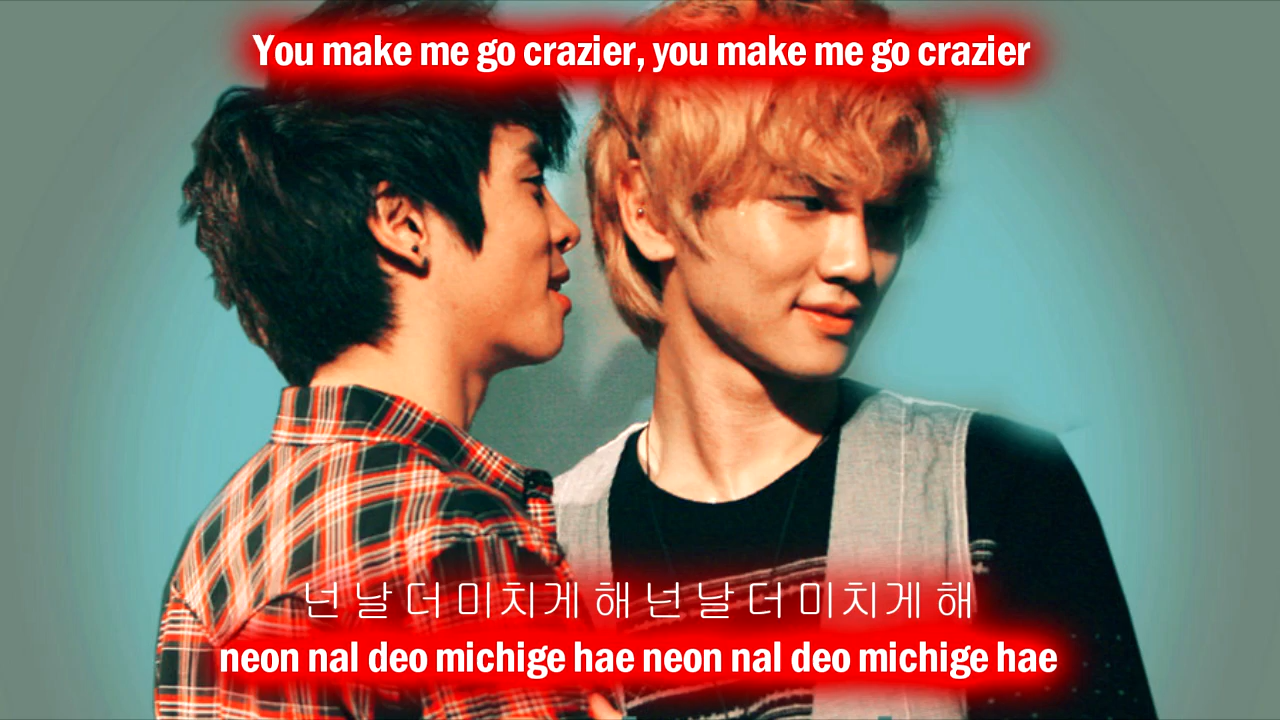 You make me go crazier, you make me go crazier
넌 날 더 미치게 해 넌 날 더 미치게 해
neon nal deo michige hae neon nal deo michige hae